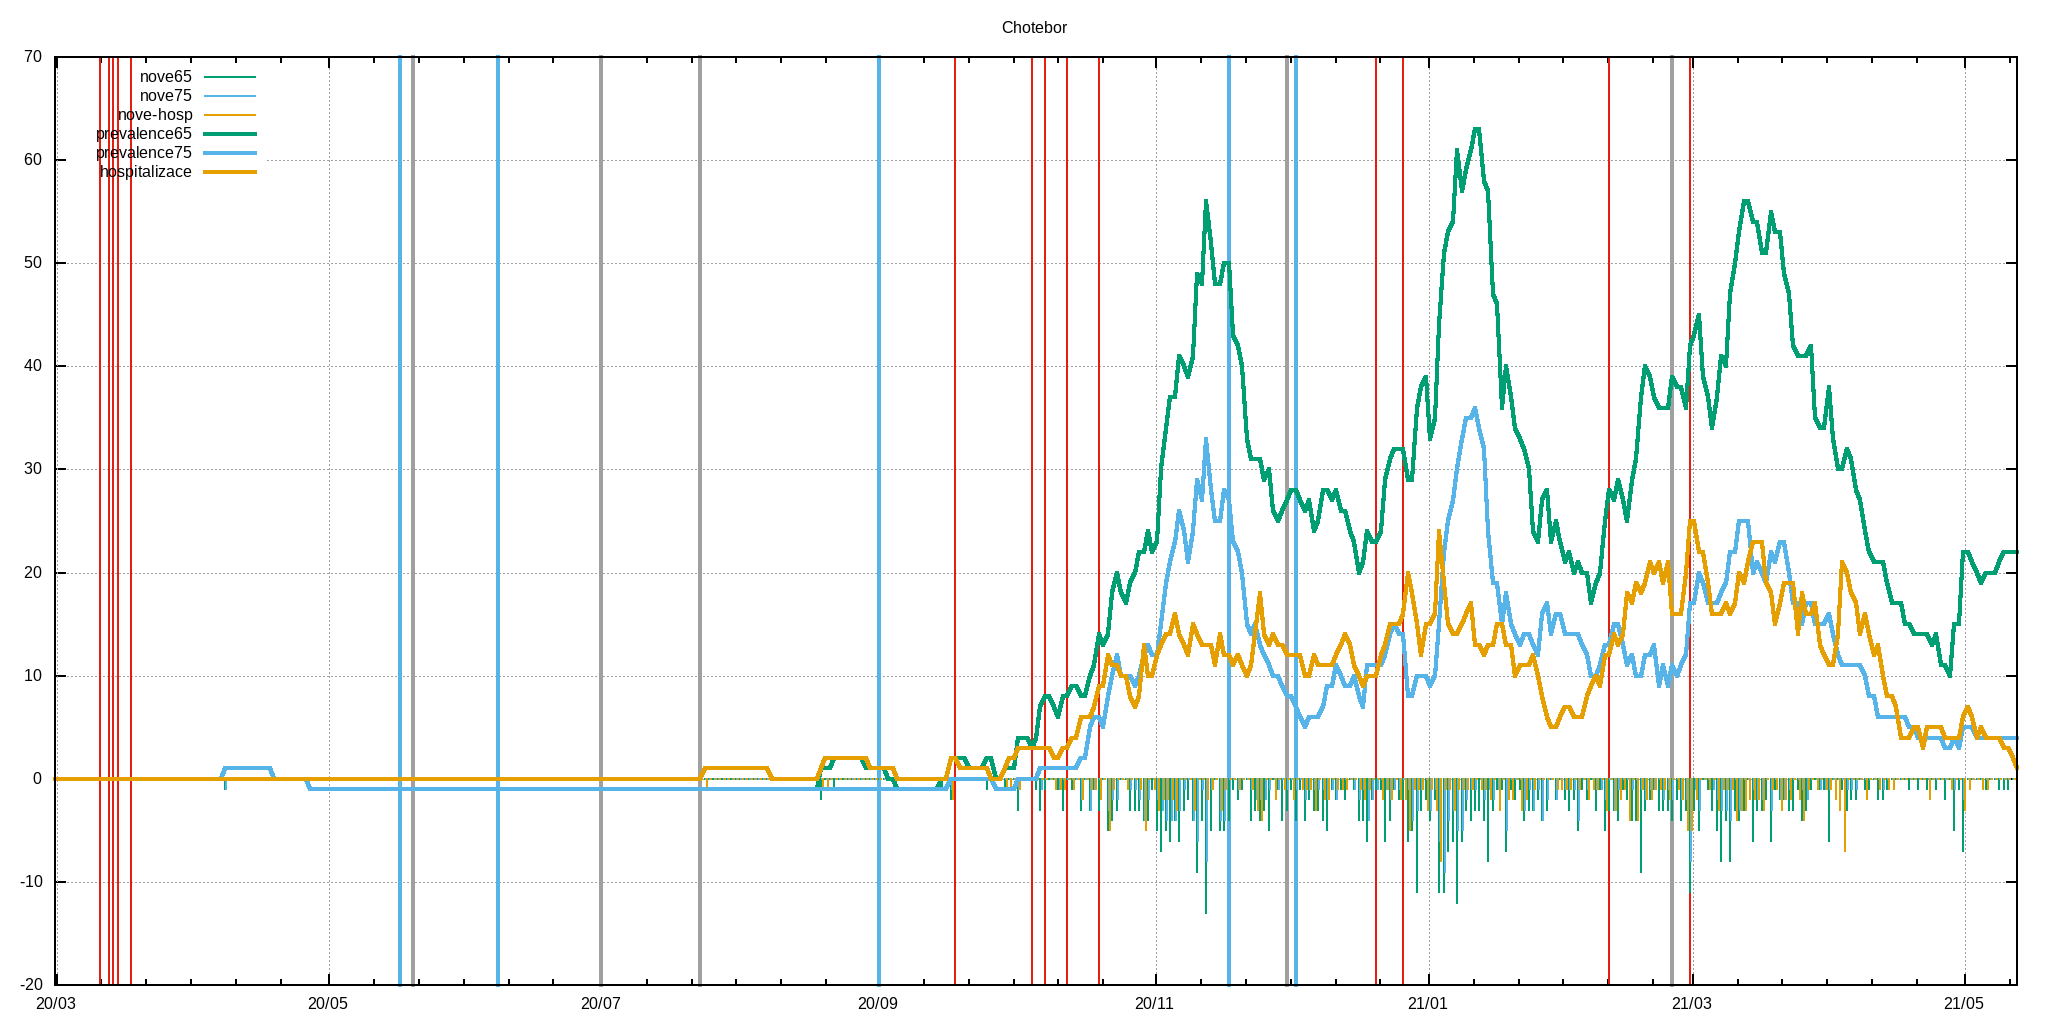 Chotebor
70
nove65
nove75
nove-hosp
prevalence65
prevalence75
hospitalizace
60
50
40
30
20
10
0
-10
-20
20/03 20/05 20/07 20/09 20/11 21/01 21/03 21/05